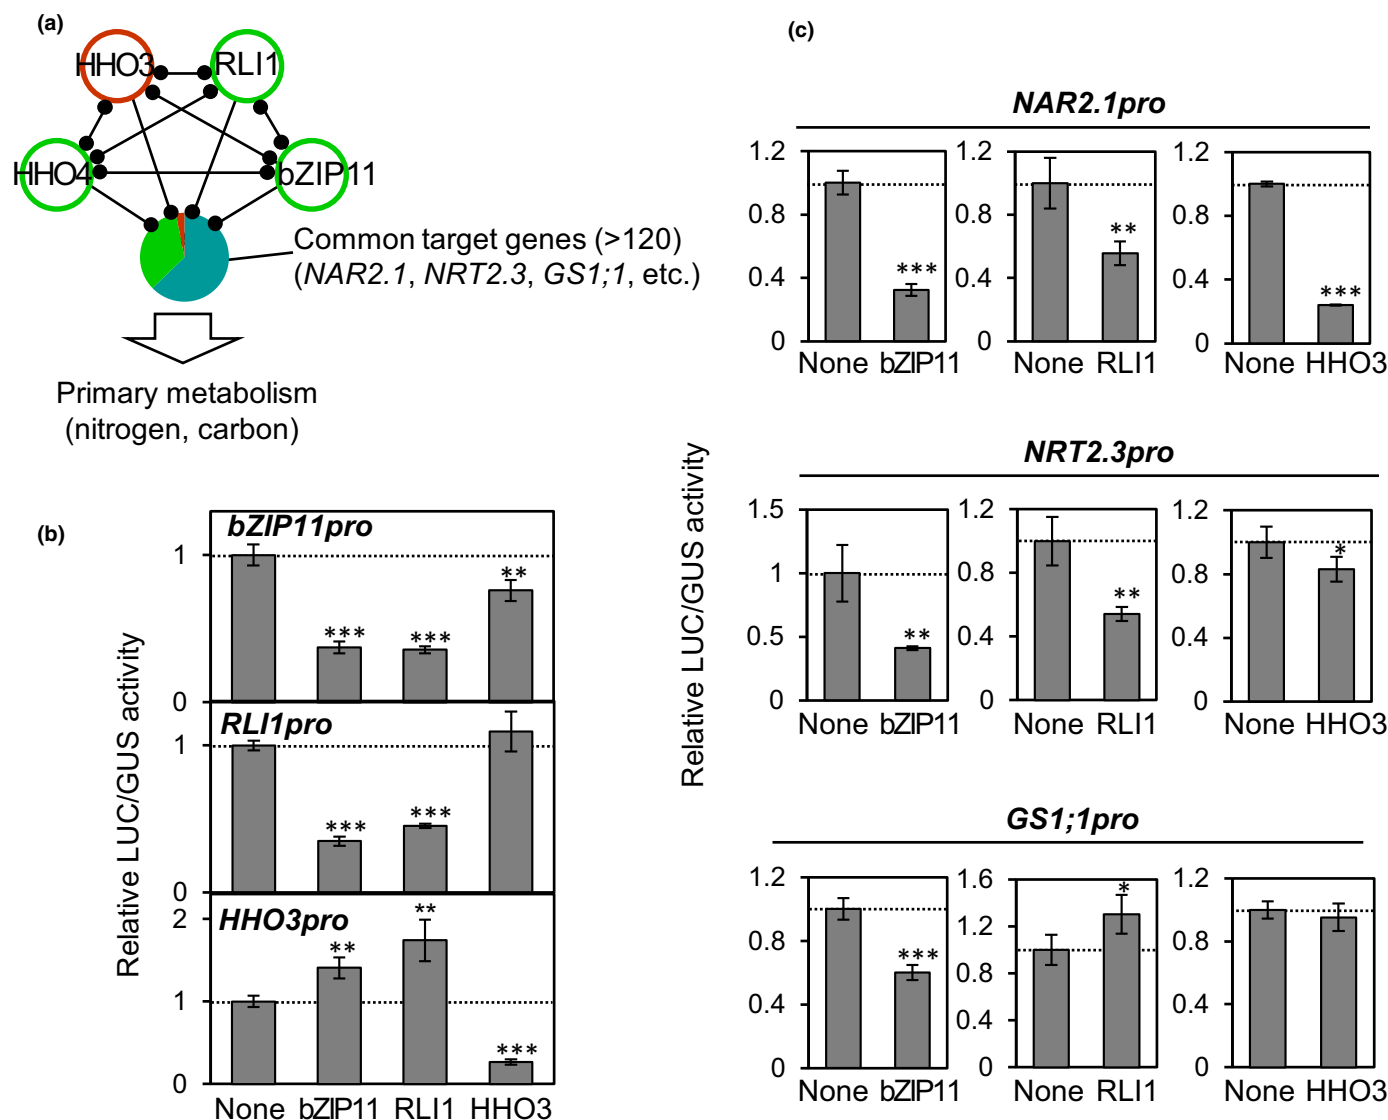 (a)
HHO3
RLI1
HHO4
bZIP11
Common target genes (>120)
(NAR2.1, NRT2.3, GS1;1, etc.)
Primary metabolism
(nitrogen, carbon)
(b)
Relative LUC/GUS activity
bZIP11pro
1
0
***
***
**
RLI1pro
1
0
***
***
HHO3pro
2
1
0
**
**
***
None bZIP11 RLI1 HHO3
(c)
Relative LUC/GUS activity
NAR2.1pro
1.2
0.8
0.4
0
***
None bZIP11
1.2
0.8
0.4
0
**
None RLI1
1.2
0.8
0.4
0
***
None HHO3
NRT2.3pro
1.5
1
0.5
0
**
None bZIP11
1.2
0.8
0.4
0
**
None RLI1
1.2
0.8
0.4
0
*
None HHO3
GS1;1pro
1.2
0.8
0.4
0
***
None bZIP11
1.6
1.2
0.8
0.4
0
*
None RLI1
1.2
0.8
0.4
0
None HHO3